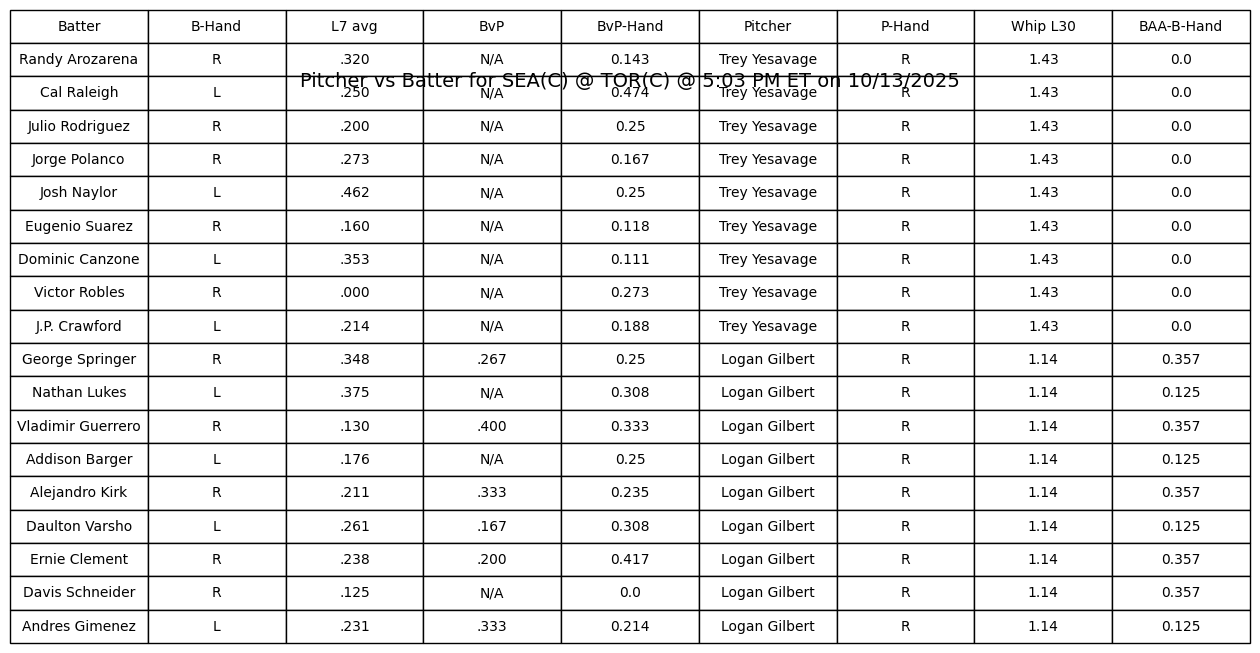 Batter B-Hand L7 avg BvP BvP-Hand Pitcher P-Hand Whip L30 BAA-B-Hand
Randy Arozarena R .320 N/A 0.143 Trey Yesavage R 1.43 0.0
Pitcher vs Batter for SEA(C) @ TOR(C) @ 5:03 PM ET on 10/13/2025
Cal Raleigh L .250 N/A 0.474 Trey Yesavage R 1.43 0.0
Julio Rodriguez R .200 N/A 0.25 Trey Yesavage R 1.43 0.0
Jorge Polanco R .273 N/A 0.167 Trey Yesavage R 1.43 0.0
Josh Naylor L .462 N/A 0.25 Trey Yesavage R 1.43 0.0
Eugenio Suarez R .160 N/A 0.118 Trey Yesavage R 1.43 0.0
Dominic Canzone L .353 N/A 0.111 Trey Yesavage R 1.43 0.0
Victor Robles R .000 N/A 0.273 Trey Yesavage R 1.43 0.0
J.P. Crawford L .214 N/A 0.188 Trey Yesavage R 1.43 0.0
George Springer R .348 .267 0.25 Logan Gilbert R 1.14 0.357
Nathan Lukes L .375 N/A 0.308 Logan Gilbert R 1.14 0.125
Vladimir Guerrero R .130 .400 0.333 Logan Gilbert R 1.14 0.357
Addison Barger L .176 N/A 0.25 Logan Gilbert R 1.14 0.125
Alejandro Kirk R .211 .333 0.235 Logan Gilbert R 1.14 0.357
Daulton Varsho L .261 .167 0.308 Logan Gilbert R 1.14 0.125
Ernie Clement R .238 .200 0.417 Logan Gilbert R 1.14 0.357
Davis Schneider R .125 N/A 0.0 Logan Gilbert R 1.14 0.357
Andres Gimenez L .231 .333 0.214 Logan Gilbert R 1.14 0.125